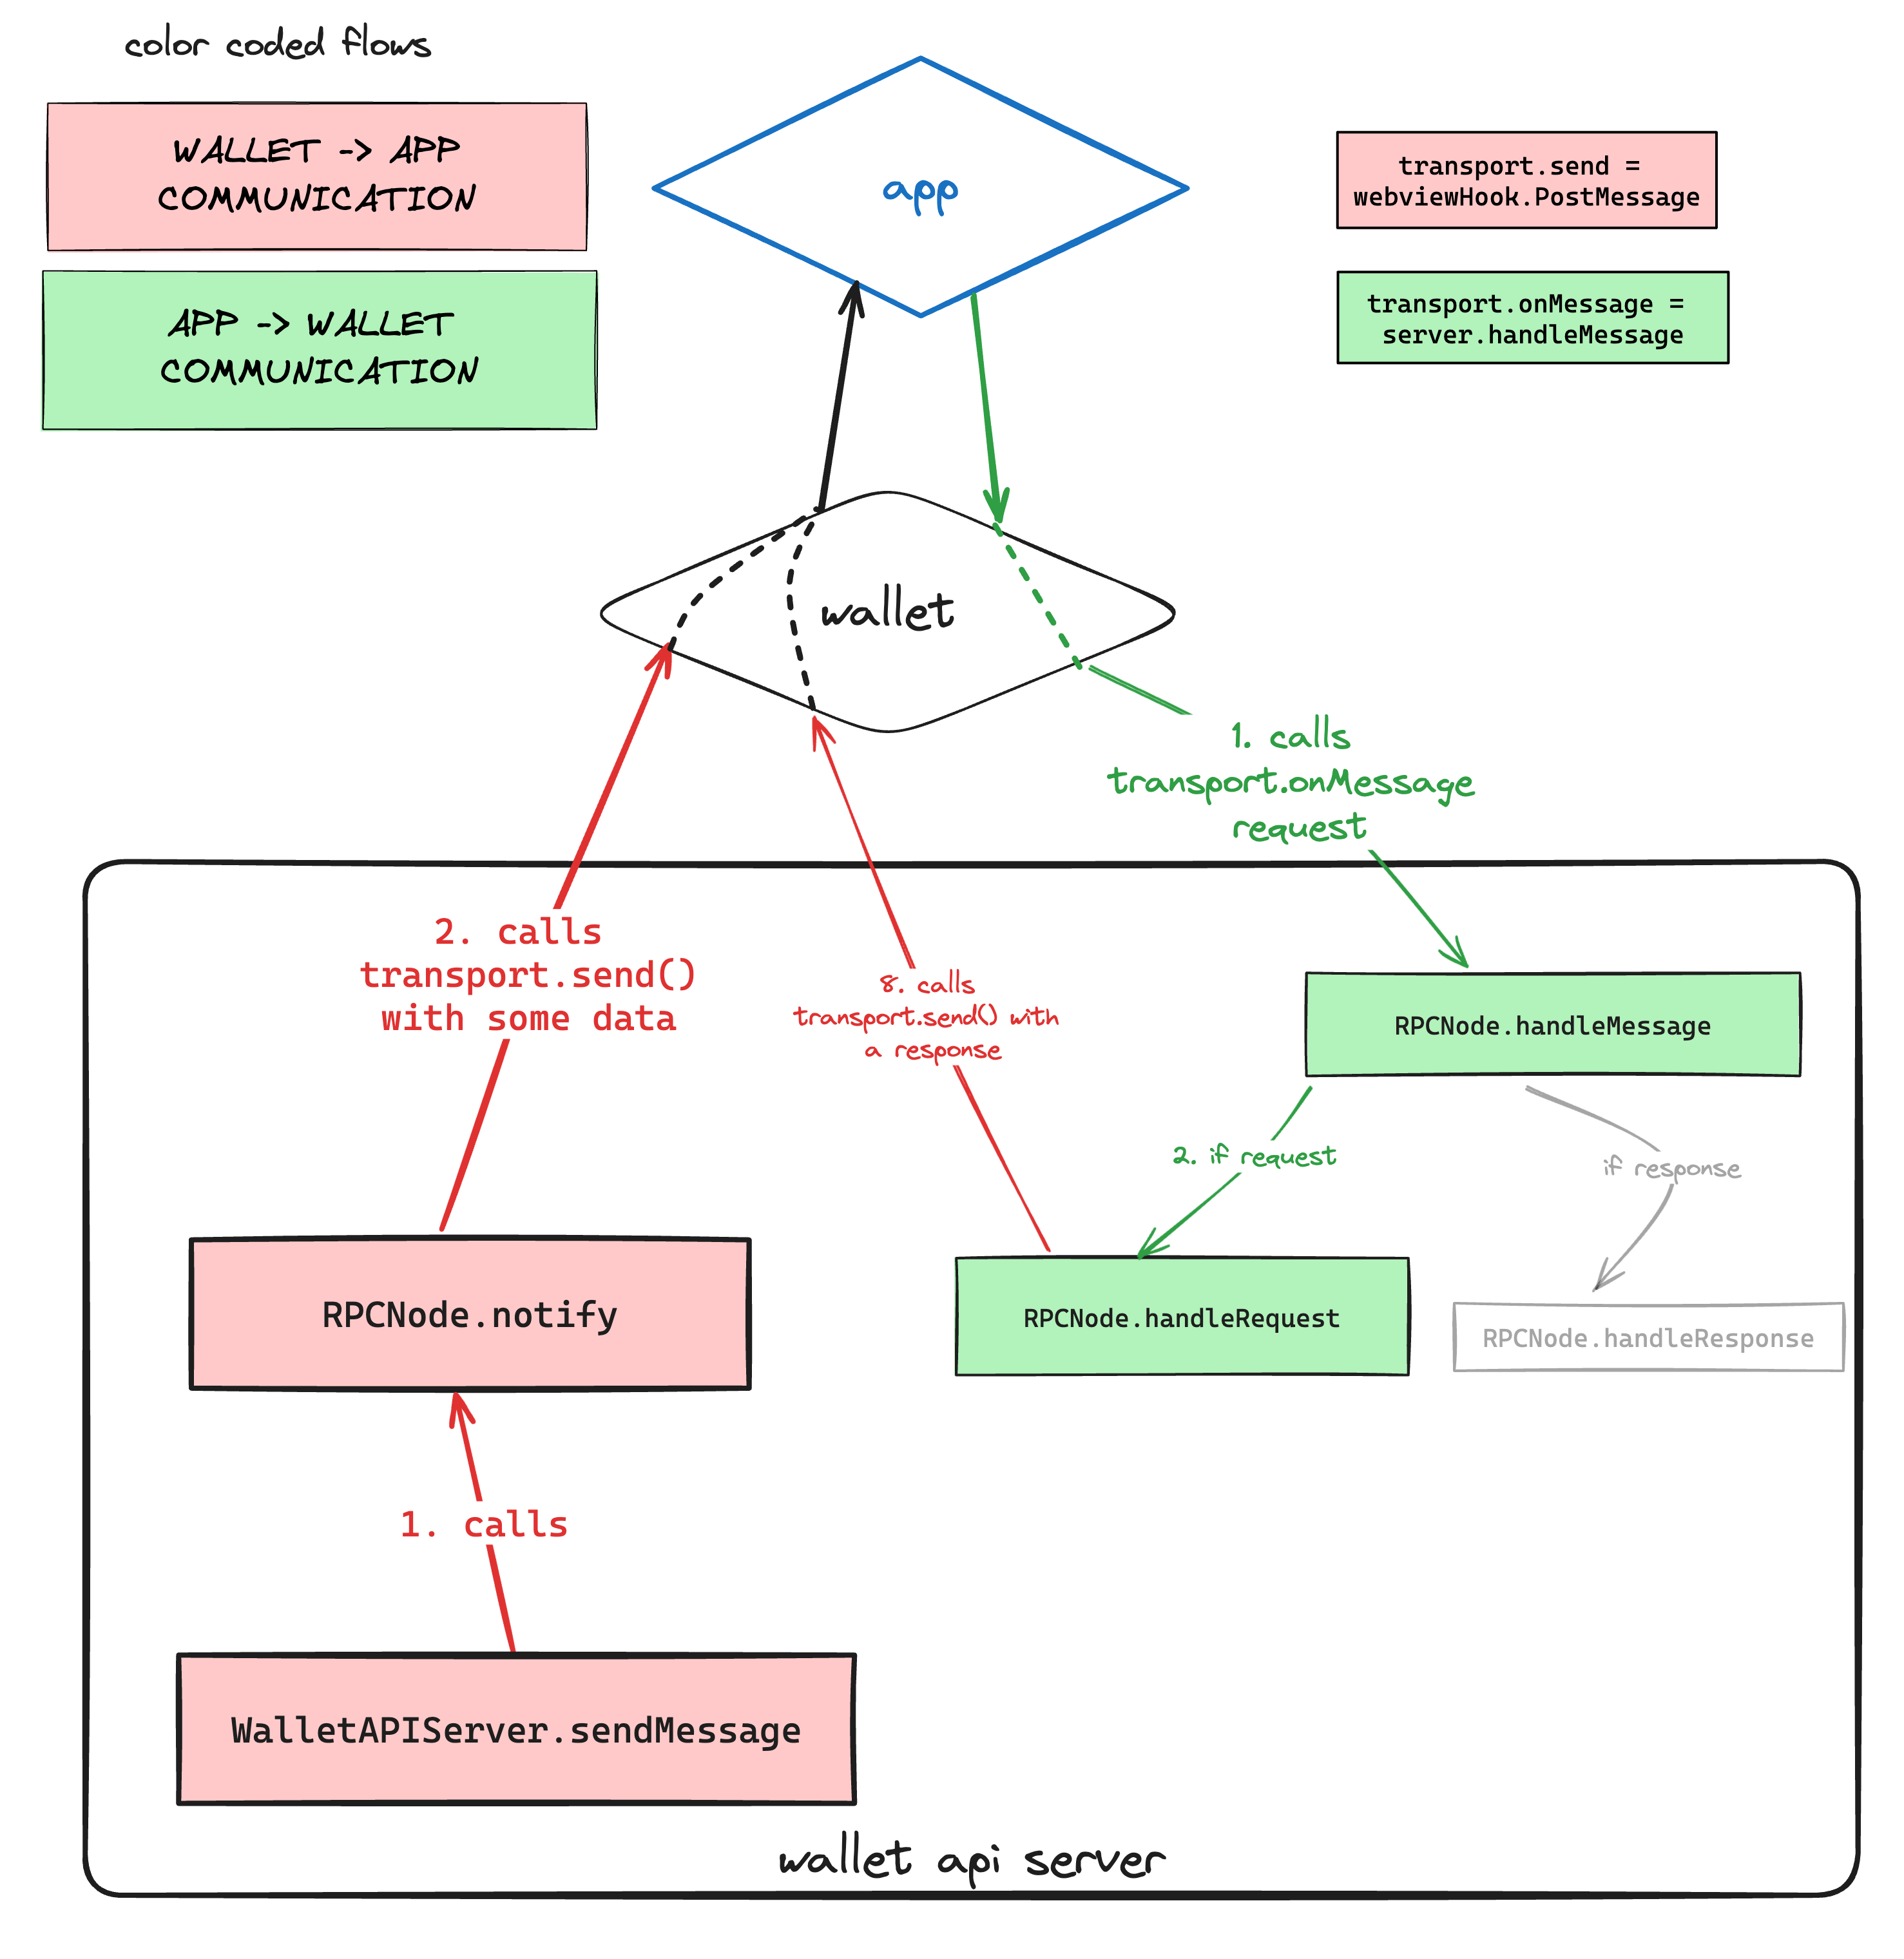 color coded flows
WALLET -> APP
COMMUNICATION
APP -> WALLET
COMMUNICATION
app
transport.send =
webviewHook.PostMessage
transport.onMessage =
server.handleMessage
wallet
1. calls
transport.onMessage
request
2. calls
transport.send()
with some data
8. calls
transport.send() with
a response
RPCNode.handleMessage
2. if request
if response
RPCNode.notify
RPCNode.handleRequest
RPCNode.handleResponse
1. calls
WalletAPIServer.sendMessage
wallet api server